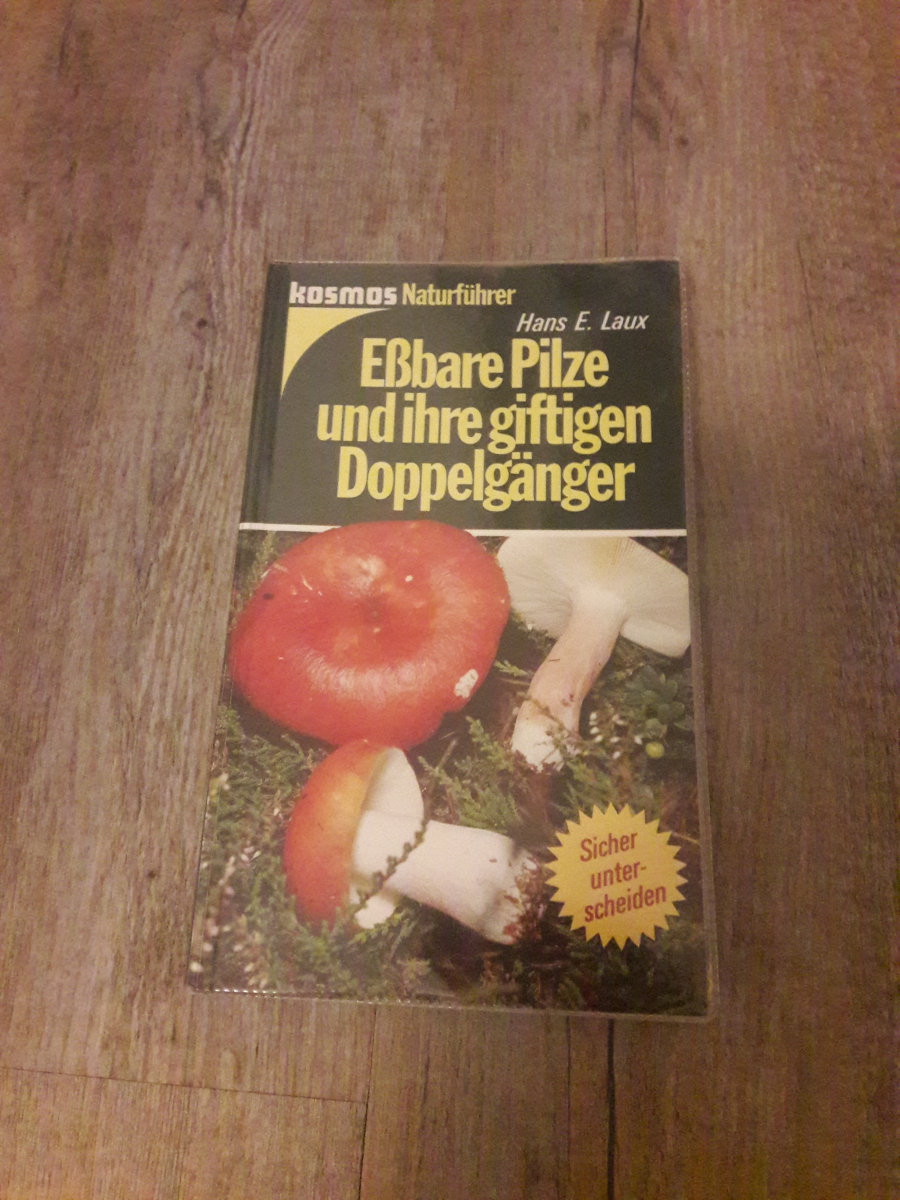 kosmos Naturführer
Hans E. Laux
Eßbare Pilze
und ihre giftigen
Doppelgänger
Sicher
unter-
scheiden